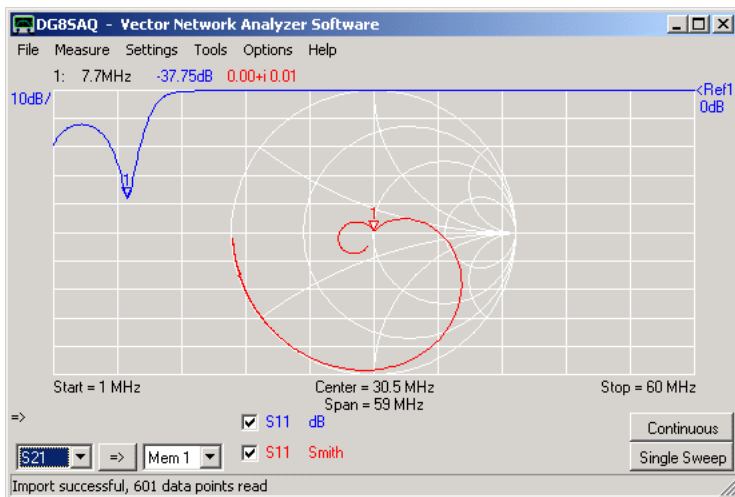 DG8SAQ - Vector Network Analyzer Software
File Measure Settings Tools Options Help
1: 7.7MHz -37.75dB 0.00+i 0.01
10dB/
<Ref1
0dB
1
1
Start = 1 MHz Center = 30.5 MHz Stop = 60 MHz
Span = 59 MHz
=>
S11 dB
Continuous
S21 => Mem 1 S11 Smith Single Sweep
Import successful, 601 data points read